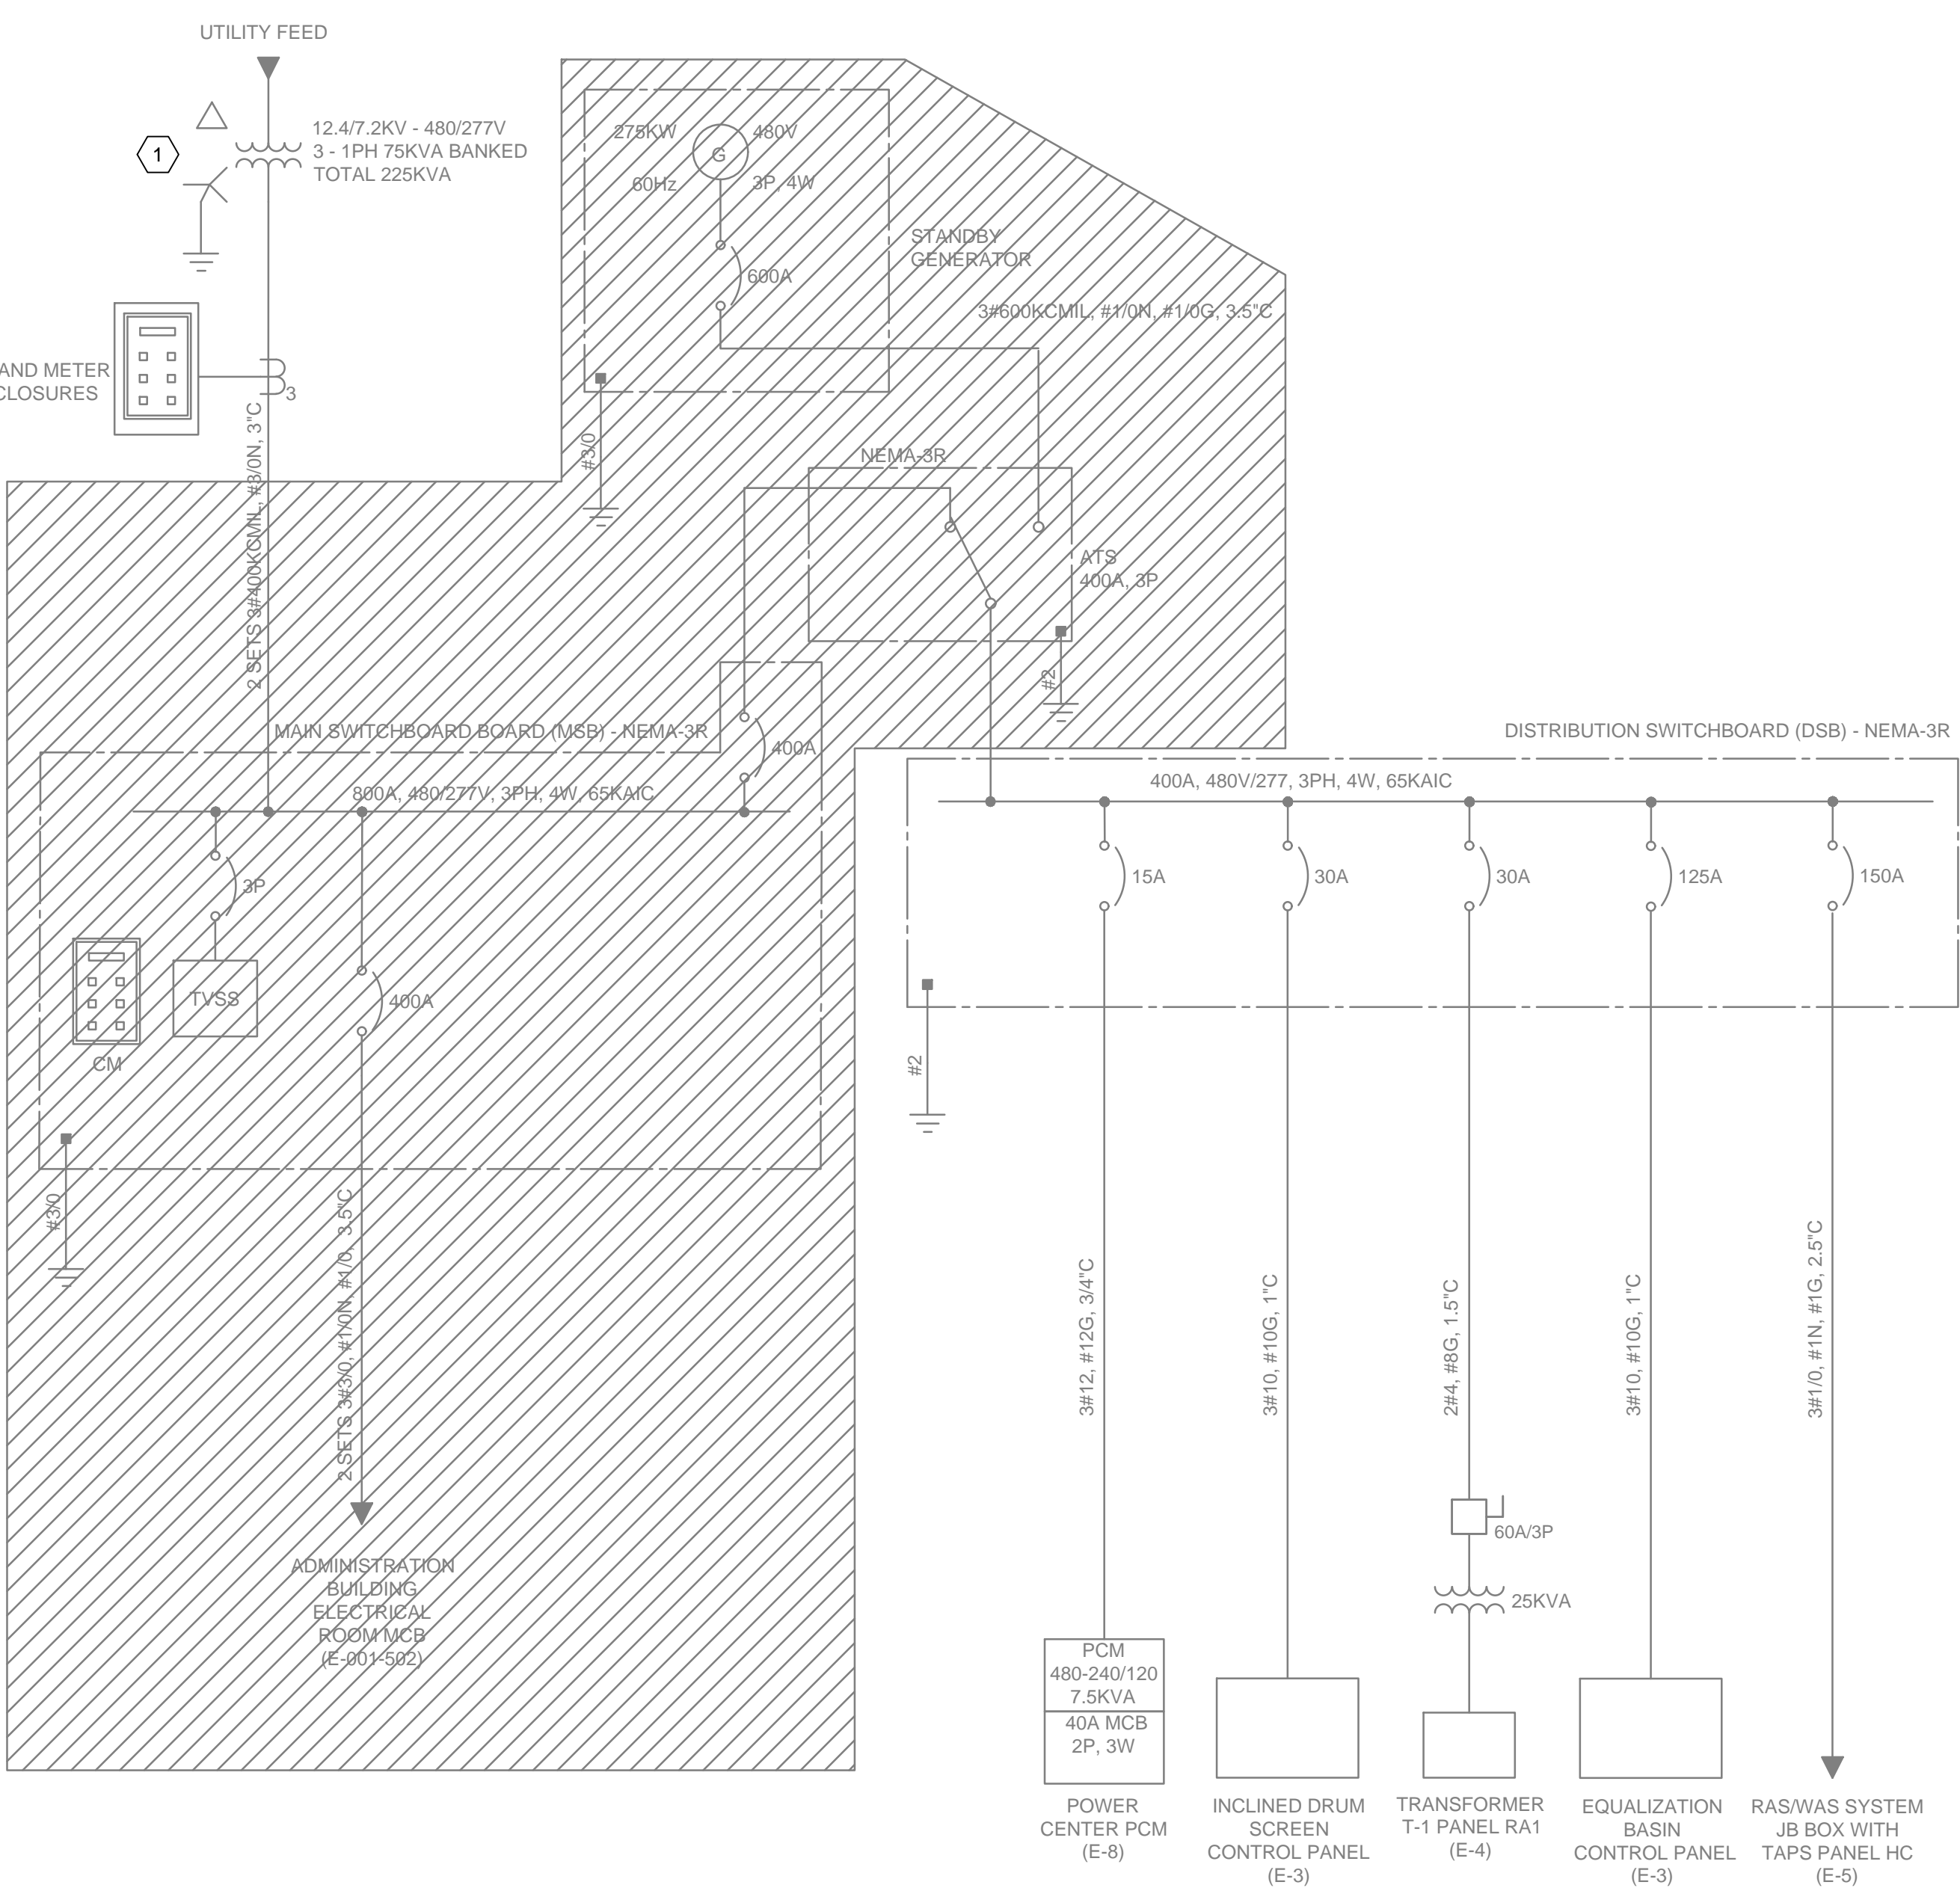 UTILITY FEED
1
12.4/7.2KV - 480/277V
3 - 1PH 75KVA BANKED
TOTAL 225KVA
275KW
G
480V
60Hz
3P, 4W
600A
STANDBY
GENERATOR
3#600KCMIL, #1/0N, #1/0G, 3.5"C
AND METER
CLOSURES
3
2 SETS 3#400KCMIL, #3/0N, 3"C
#3/0
NEMA-3R
ATS
400A, 3P
#2
MAIN SWITCHBOARD BOARD (MSB) - NEMA-3R
400A
800A, 480/277V, 3PH, 4W, 65KAIC
3P
TVSS
CM
400A
#3/0
2 SETS 3#3/0, #1/0N, #1/0, 3.5"C
ADMINISTRATION
BUILDING
ELECTRICAL
ROOM MCB
(E-001-502)
DISTRIBUTION SWITCHBOARD (DSB) - NEMA-3R
400A, 480V/277, 3PH, 4W, 65KAIC
15A
30A
30A
125A
150A
#2
3#12, #12G, 3/4"C
3#10, #10G, 1"C
2#4, #8G, 1.5"C
3#10, #10G, 1"C
3#1/0, #1N, #1G, 2.5"C
60A/3P
25KVA
PCM
480-240/120
7.5KVA
40A MCB
2P, 3W
POWER
CENTER PCM
(E-8)
INCLINED DRUM
SCREEN
CONTROL PANEL
(E-3)
TRANSFORMER
T-1 PANEL RA1
(E-4)
EQUALIZATION
BASIN
CONTROL PANEL
(E-3)
RAS/WAS SYSTEM
JB BOX WITH
TAPS PANEL HC
(E-5)